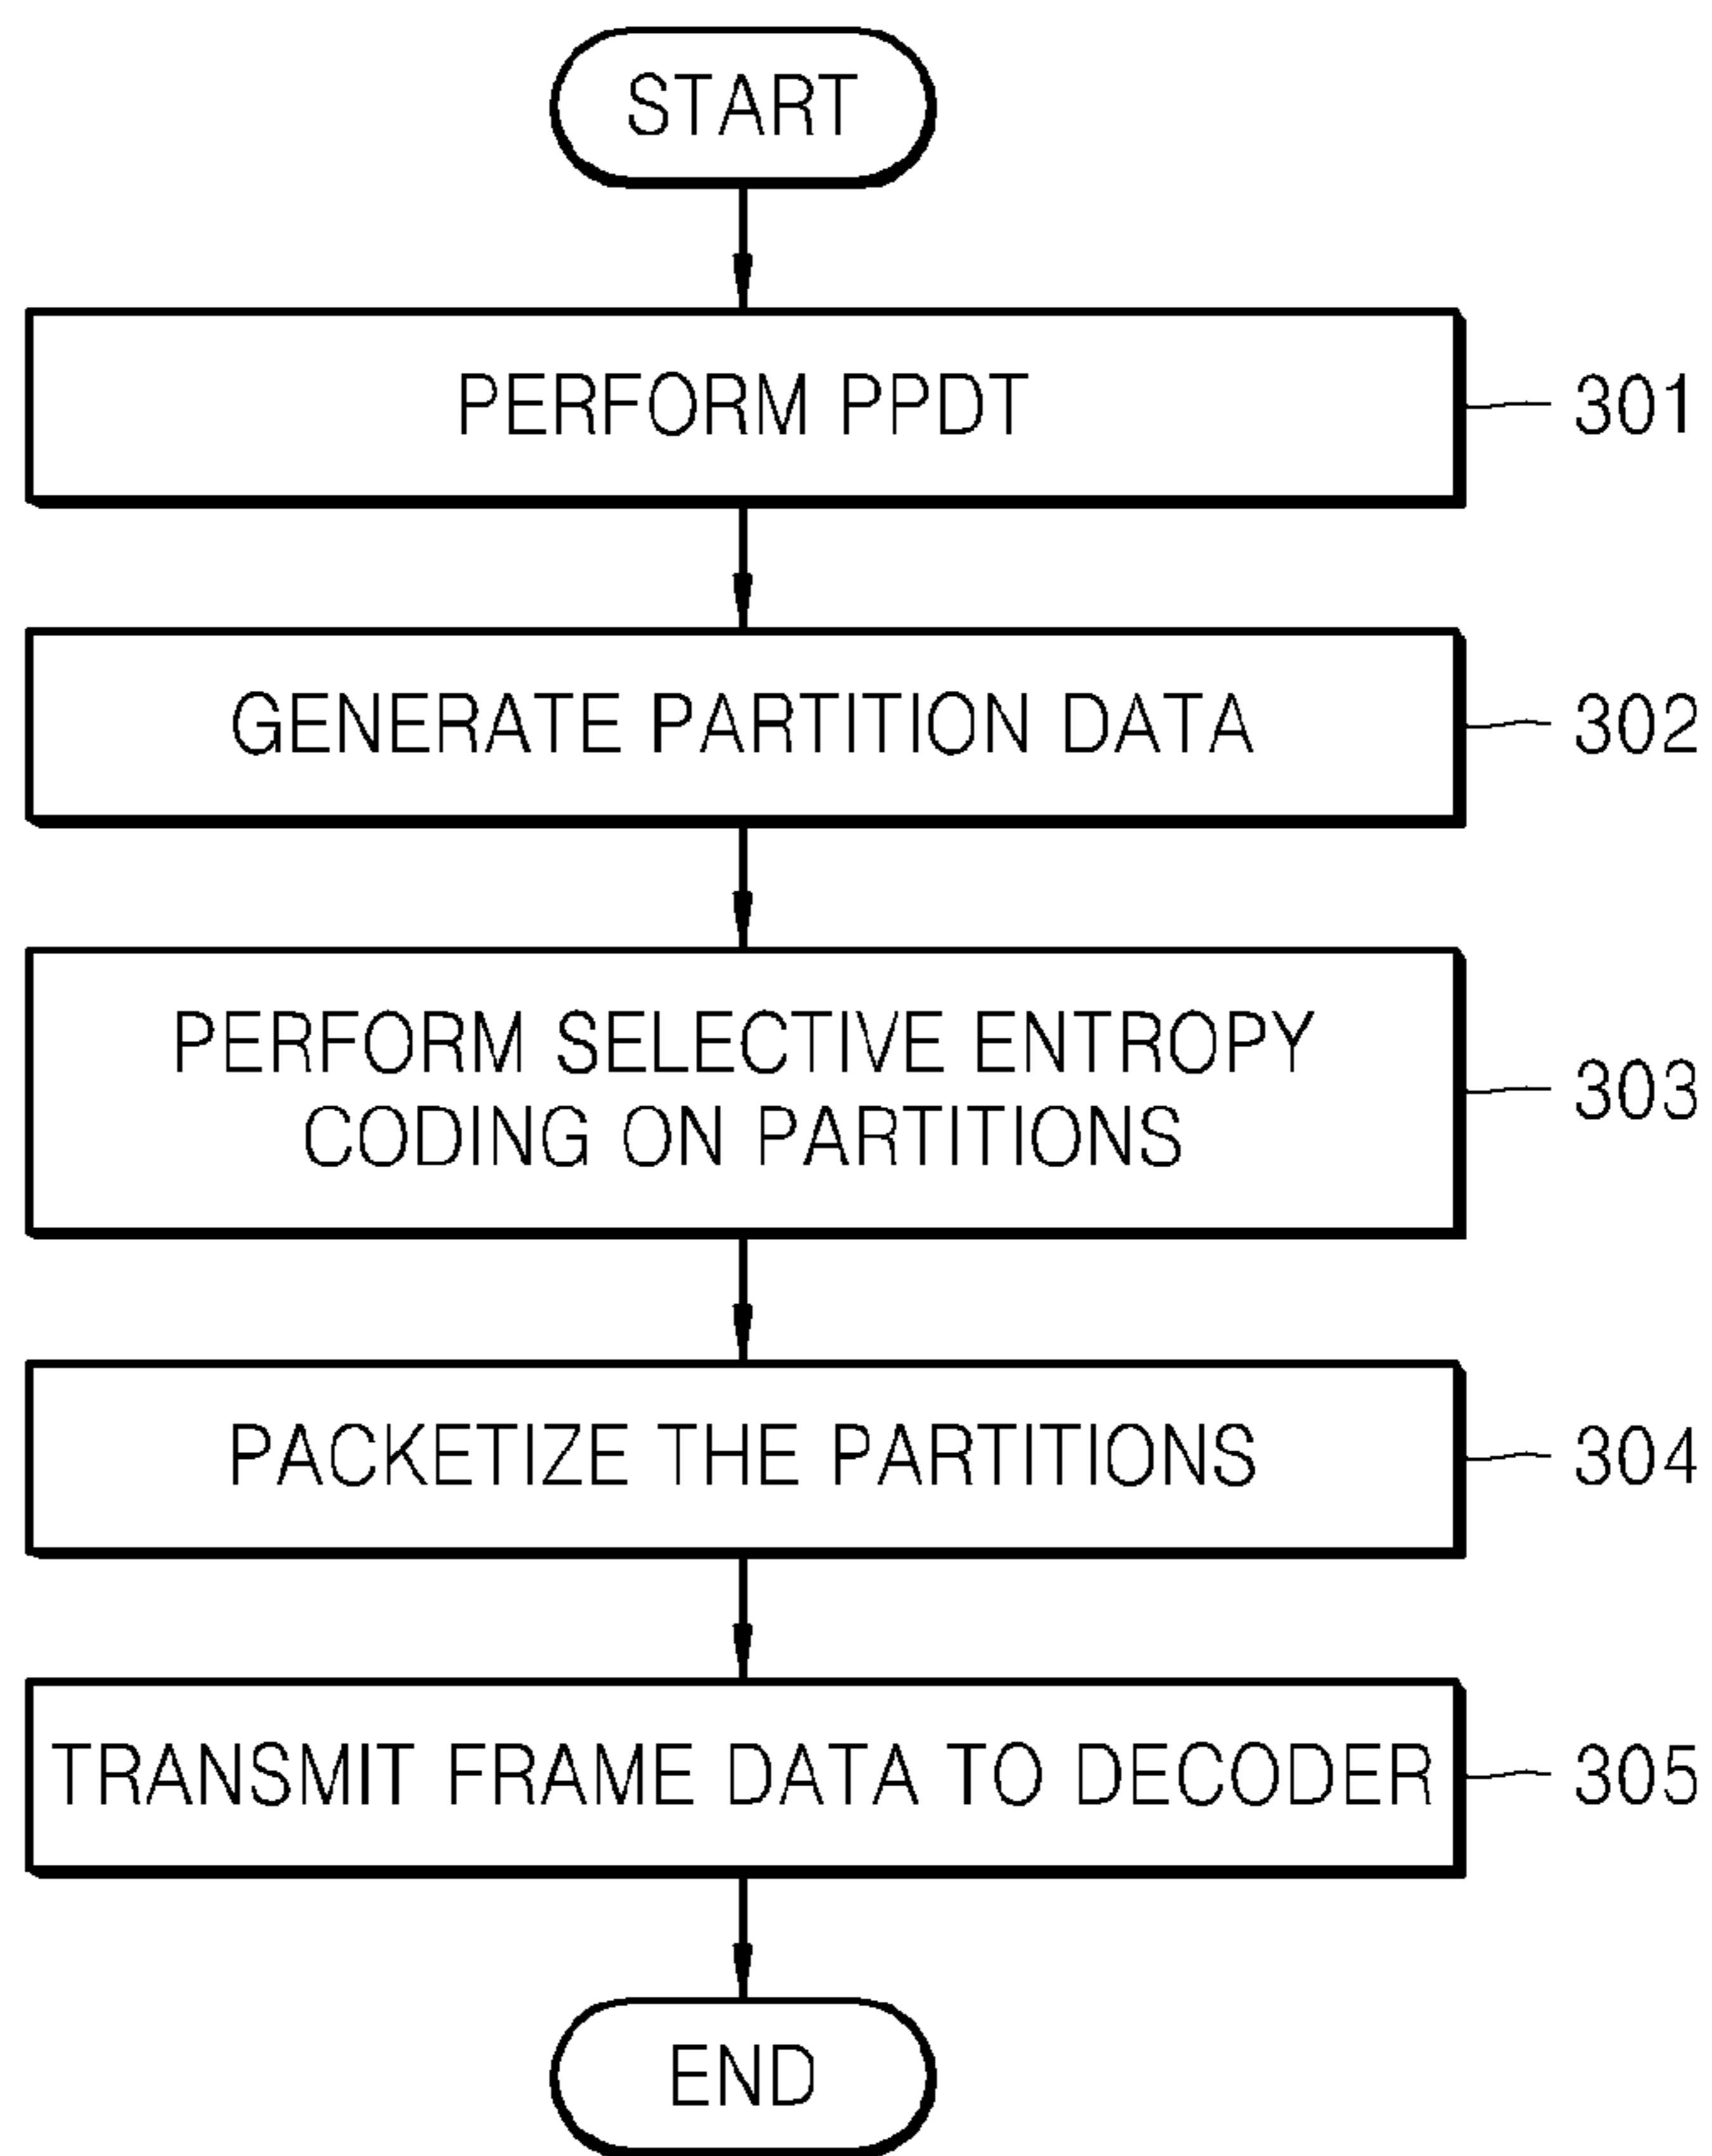 START
PERFORM PPDT
301
GENERATE PARTITION DATA
302
PERFORM SELECTIVE ENTROPY
CODING ON PARTITIONS
303
PACKETIZE THE PARTITIONS
304
TRANSMIT FRAME DATA TO DECODER
305
END